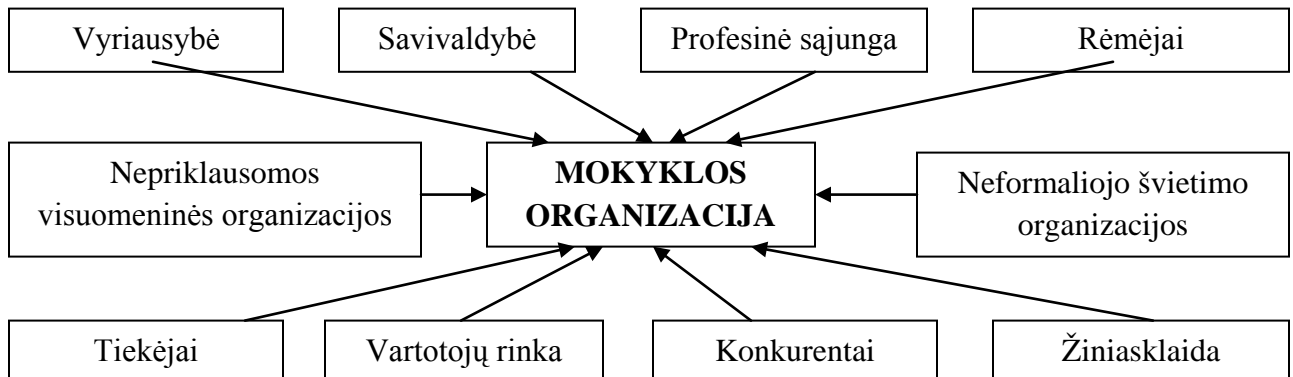 Vyriausybė
Savivaldybė
Profesinė sąjunga
Rėmėjai
Nepriklausomos
visuomeninės organizacijos
MOKYKLOS
ORGANIZACIJA
Neformaliojo švietimo
organizacijos
Tiekėjai
Vartotojų rinka
Konkurentai
Žiniasklaida